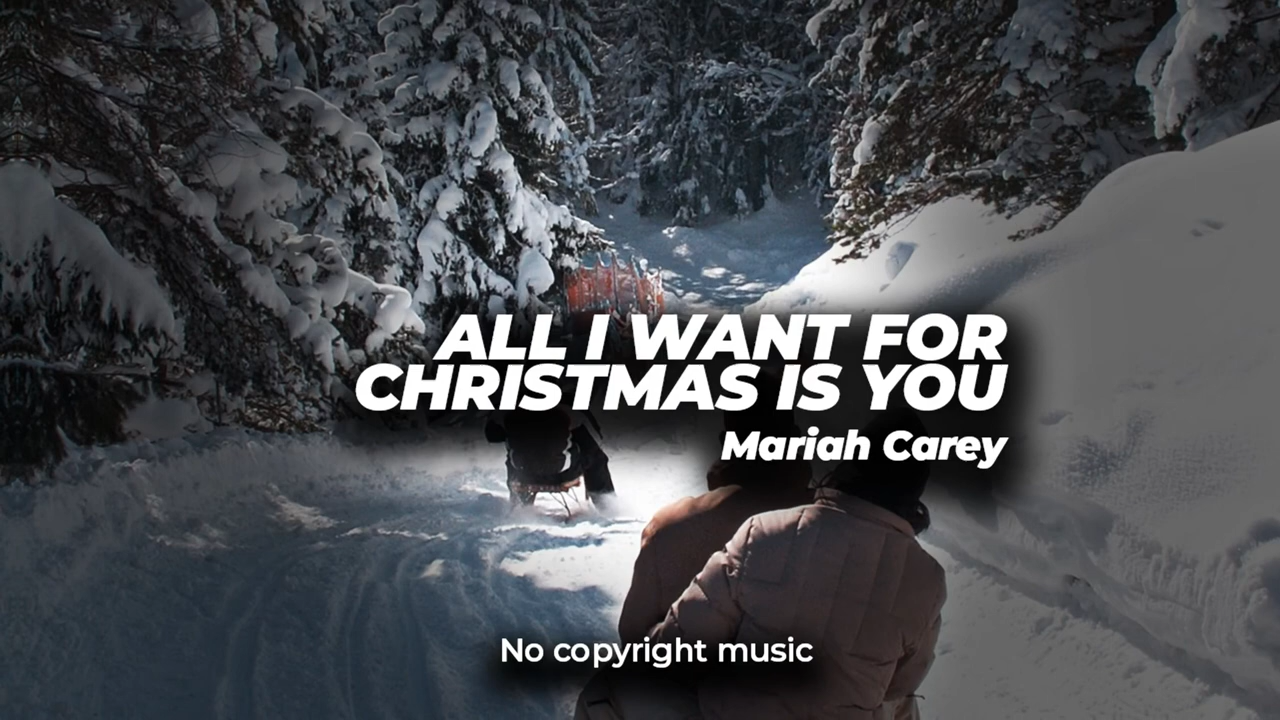 ALL I WANT FOR
CHRISTMAS IS YOU
Mariah Carey
No copyright music